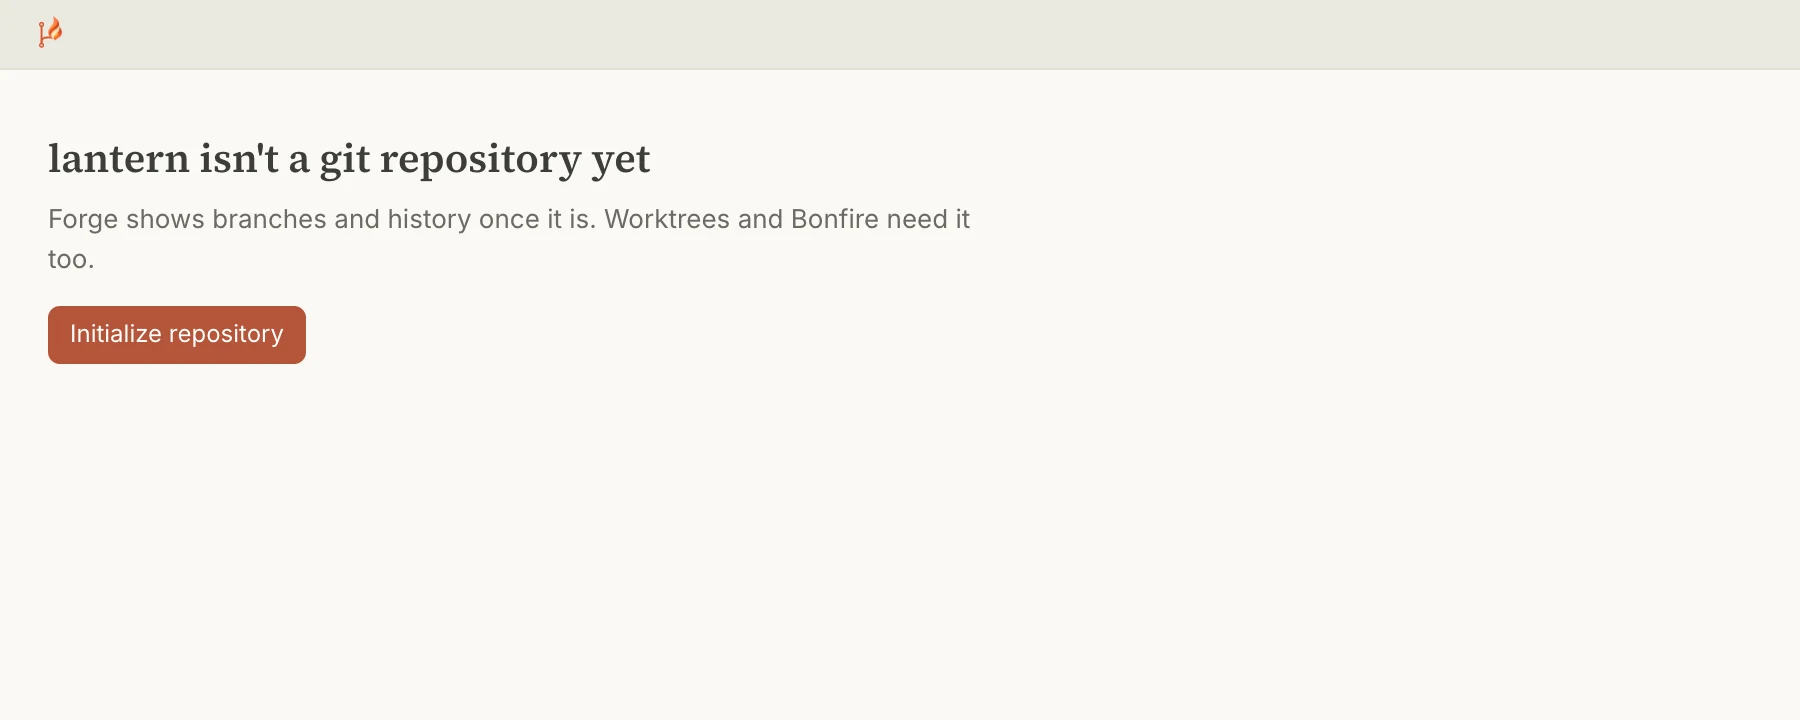 lantern isn't a git repository yet
Forge shows branches and history once it is. Worktrees and Bonfire need it
too.
Initialize repository